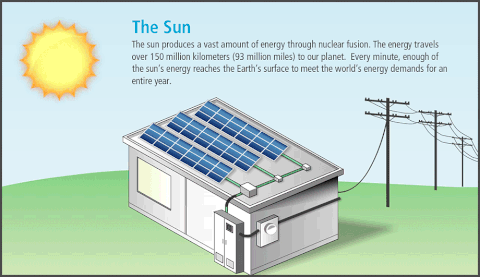 The Sun
The sun produces a vast amount of energy through nuclear fusion. The energy travels
over 150 million kilometers (93 million miles) to our planet.  Every minute, enough of
the sun's energy reaches the Earth's surface to meet the world's energy demands for an
entire year.